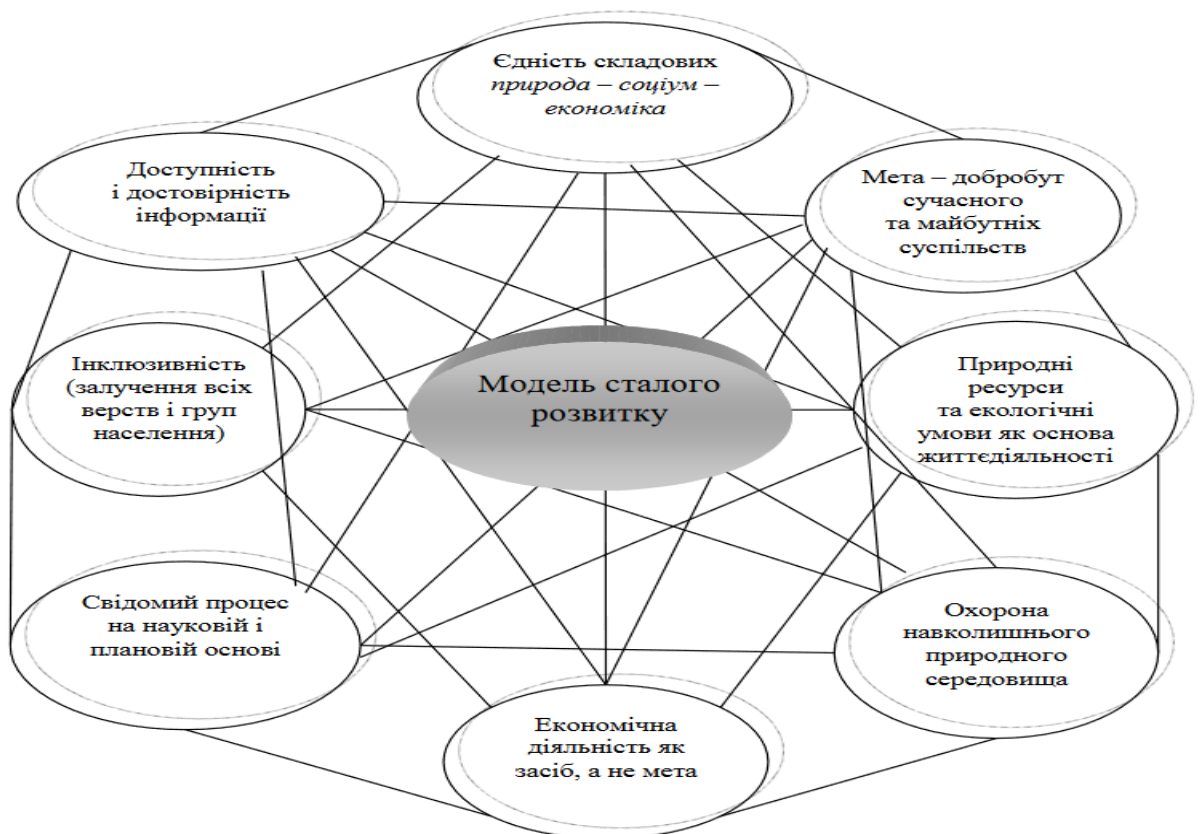 Єдність складових
природа – соціум –
економіка
Доступність
і достовірність
інформації
Мета – добробут
сучасного
та майбутніх
суспільств
Інклюзивність
(залучення всіх
верств і груп
населення)
Модель сталого
розвитку
Природні
ресурси
та екологічні
умови як основа
життєдіяльності
Свідомий процес
на науковій і
плановій основі
Охорона
навколишнього
природного
середовища
Економічна
діяльність як
засіб, а не мета